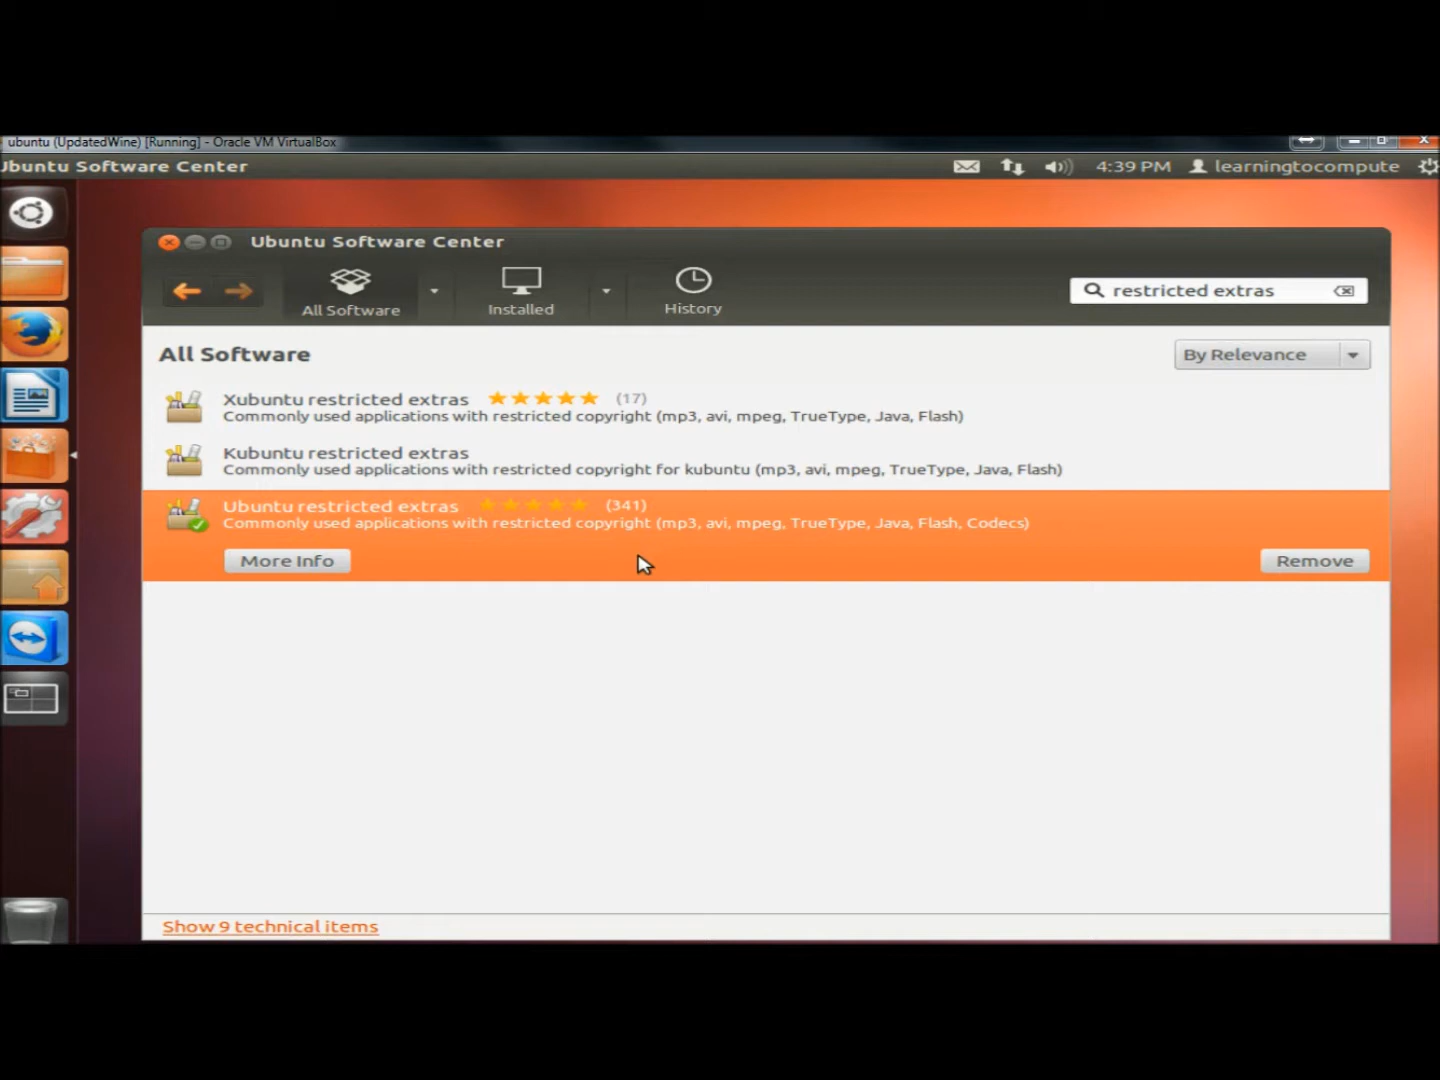 ubuntu (UpdatedWine) [Running] - Oracle VM VirtualBox
Ubuntu Software Center
4:39 PM
learningtocompute
Ubuntu Software Center
All Software
Installed
History
restricted extras
All Software
By Relevance
Xubuntu restricted extras
(17)
Commonly used applications with restricted copyright (mp3, avi, mpeg, TrueType, Java, Flash)
Kubuntu restricted extras
Commonly used applications with restricted copyright for kubuntu (mp3, avi, mpeg, TrueType, Java, Flash)
Ubuntu restricted extras
(341)
Commonly used applications with restricted copyright (mp3, avi, mpeg, TrueType, Java, Flash, Codecs)
More Info
Remove
Show 9 technical items